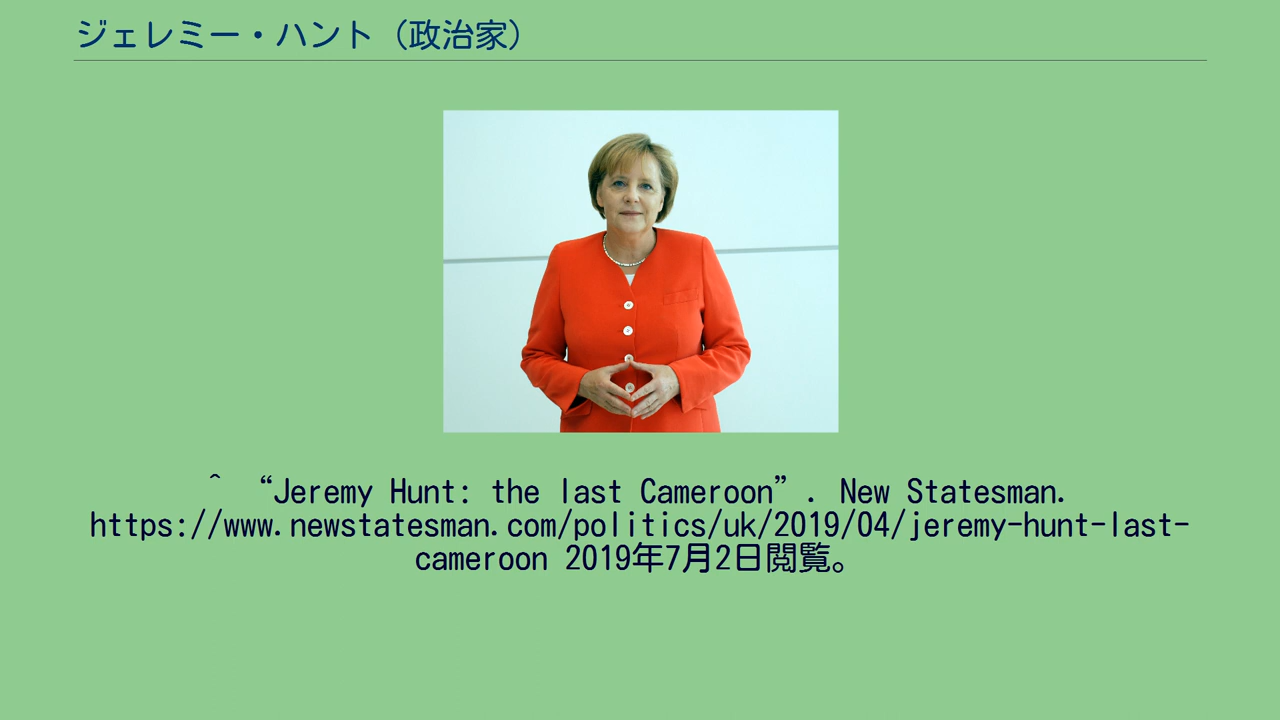 ジェレミー・ハント（政治家）
^ “Jeremy Hunt: the last Cameroon”. New Statesman.
https://www.newstatesman.com/politics/uk/2019/04/jeremy-hunt-last-
cameroon 2019年7月2日閲覧。